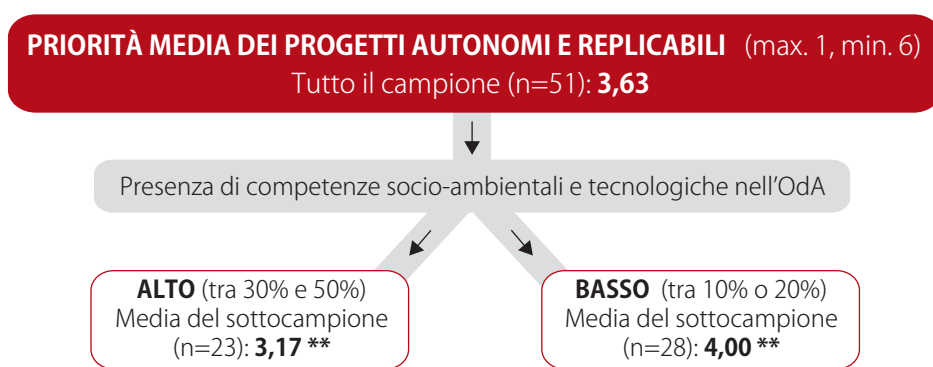 PRIORITÀ MEDIA DEI PROGETTI AUTONOMI E REPLICABILI (max. 1, min. 6)
Tutto il campione (n=51): 3,63
Presenza di competenze socio-ambientali e tecnologiche nell'OdA
ALTO (tra 30% e 50%)
Media del sottocampione
(n=23): 3,17 **
BASSO (tra 10% o 20%)
Media del sottocampione
(n=28): 4,00 **